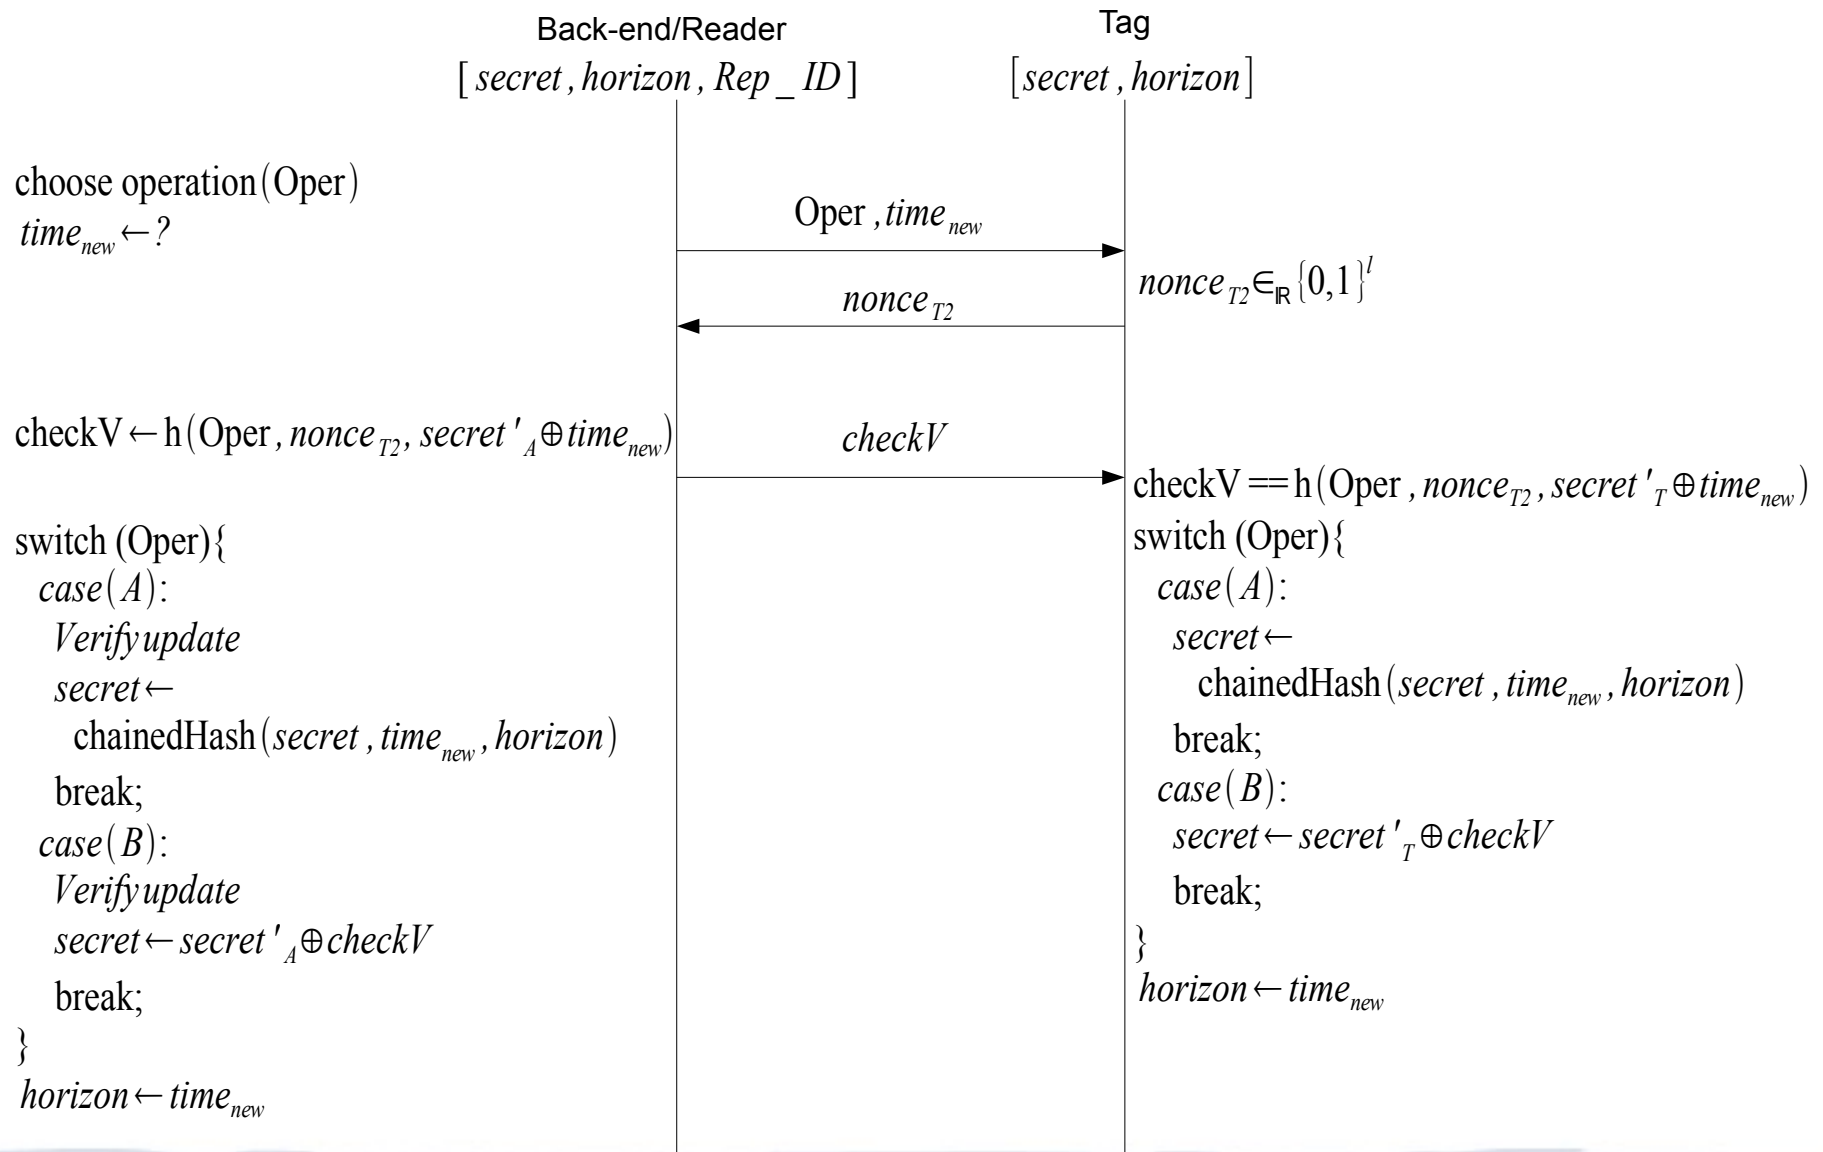 Back-end/Reader
[secret, horizon, Rep_ID]
Tag
[secret, horizon]
choose operation(Oper)
time_new ← ?
Oper, time_new
nonce_T2 ∈_ℝ {0,1}^l
nonce_T2
checkV ← h(Oper, nonce_T2, secret'_A ⊕ time_new)
checkV
checkV == h(Oper, nonce_T2, secret'_T ⊕ time_new)
switch (Oper){
case(A):
Verify update
secret ←
chainedHash(secret, time_new, horizon)
break;
case(B):
Verify update
secret ← secret'_A ⊕ checkV
break;
}
horizon ← time_new
switch (Oper){
case(A):
secret ←
chainedHash(secret, time_new, horizon)
break;
case(B):
secret ← secret'_T ⊕ checkV
break;
}
horizon ← time_new